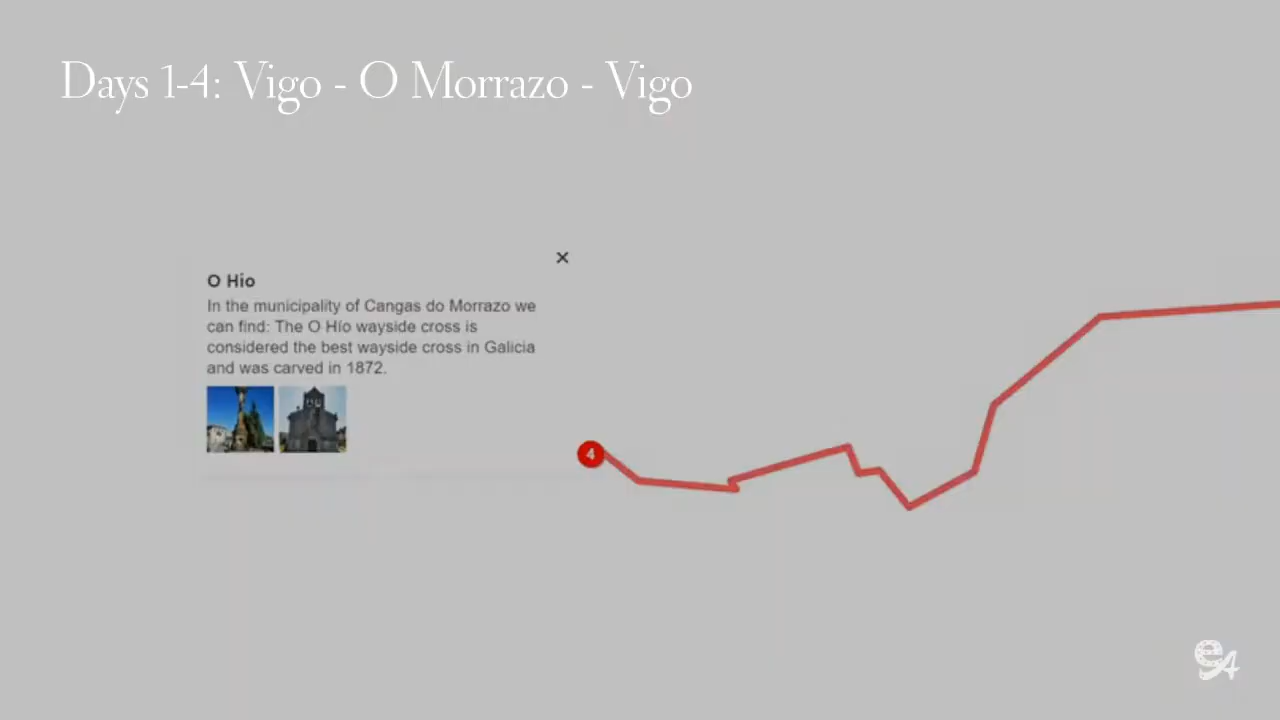 Days 1-4: Vigo - O Morrazo - Vigo
×
O Hío
In the municipality of Cangas do Morrazo we
can find: The O Hío wayside cross is
considered the best wayside cross in Galicia
and was carved in 1872.
4
e4